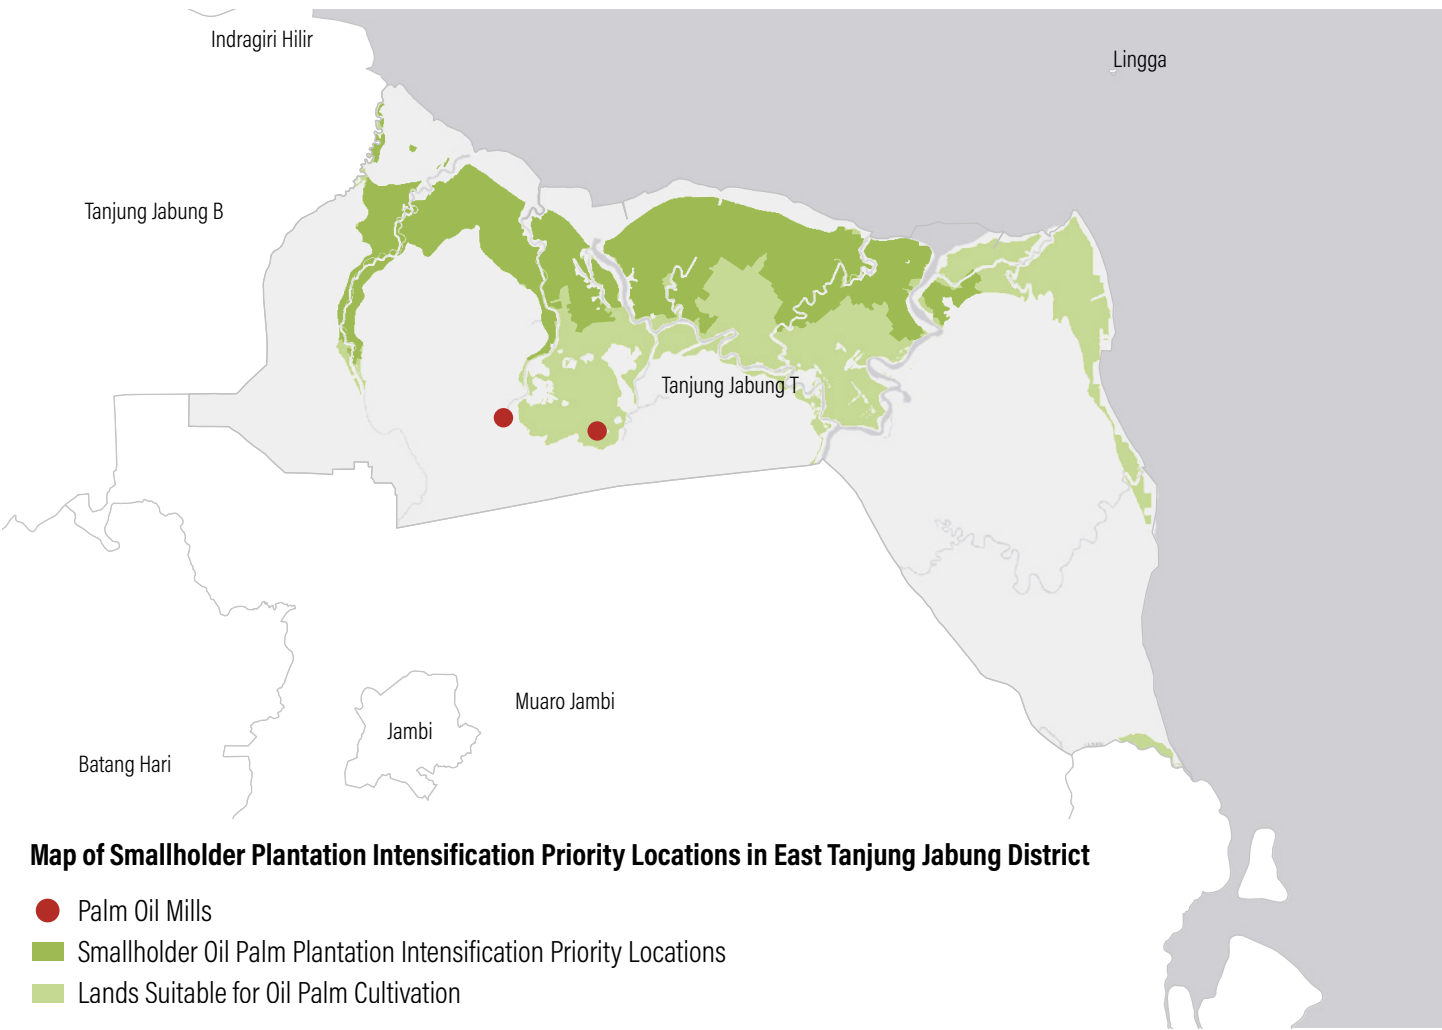 Indragiri Hilir
Lingga
Tanjung Jabung B
Tanjung Jabung T
Muaro Jambi
Jambi
Batang Hari
Map of Smallholder Plantation Intensification Priority Locations in East Tanjung Jabung District
Palm Oil Mills
Smallholder Oil Palm Plantation Intensification Priority Locations
Lands Suitable for Oil Palm Cultivation